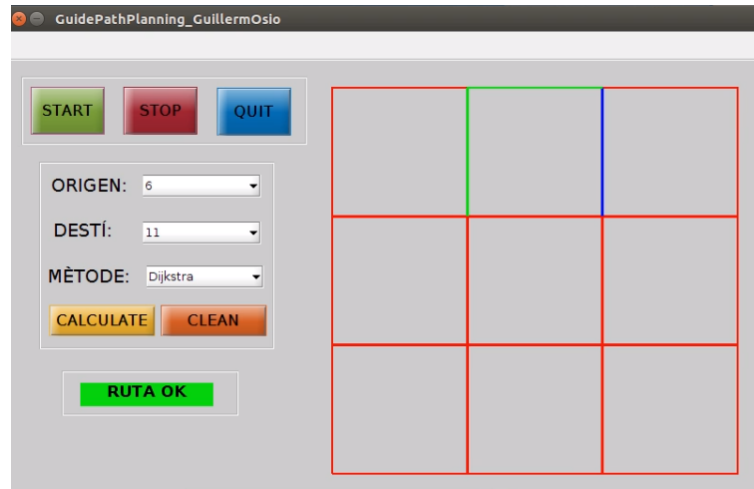 GuidePathPlanning_GuillermOsio
START STOP QUIT
ORIGEN: 6
DESTÍ: 11
MÈTODE: Dijkstra
CALCULATE CLEAN
RUTA OK